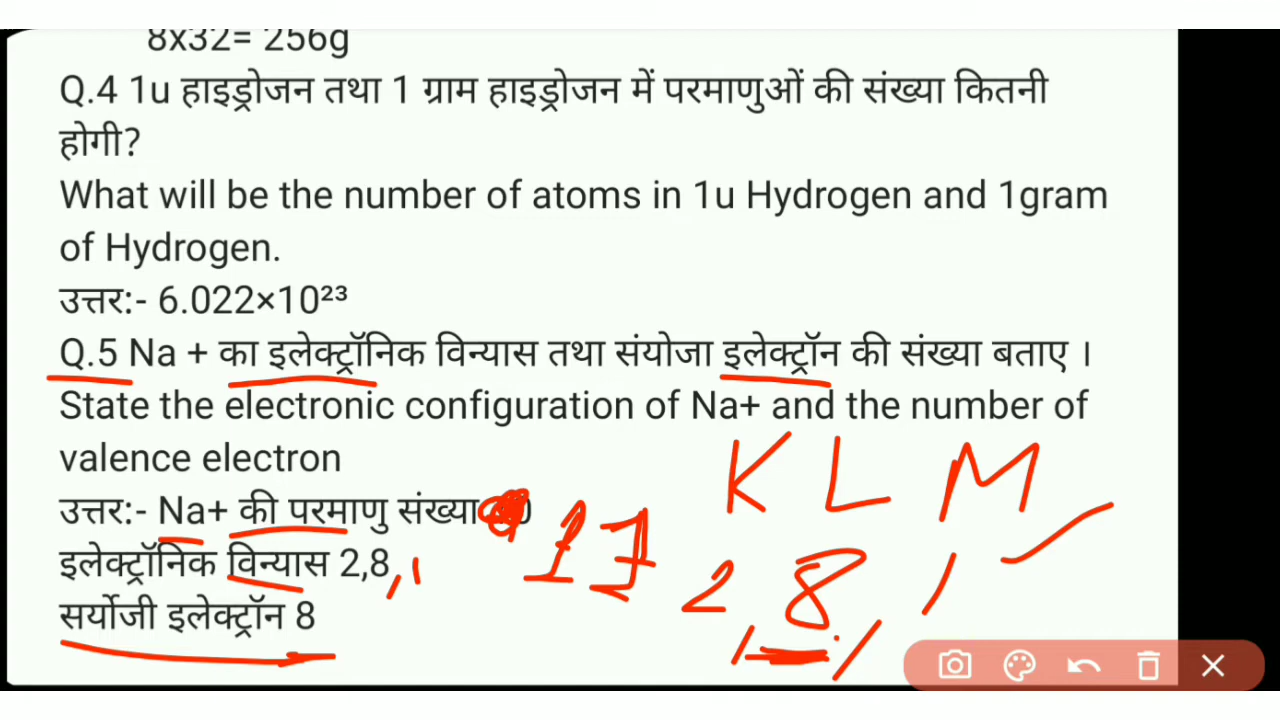 8x32= 256g
Q.4 1u हाइड्रोजन तथा 1 ग्राम हाइड्रोजन में परमाणुओं की संख्या कितनी
होगी?
What will be the number of atoms in 1u Hydrogen and 1gram
of Hydrogen.
उत्तर:- 6.022×10²³
Q.5 Na + का इलेक्ट्रॉनिक विन्यास तथा संयोजा इलेक्ट्रॉन की संख्या बताए ।
State the electronic configuration of Na+ and the number of
valence electron
K L M
उत्तर:- Na+ की परमाणु संख्या 11
इलेक्ट्रॉनिक विन्यास 2,8,1
2 8 1
सर्योजी इलेक्ट्रॉन 8